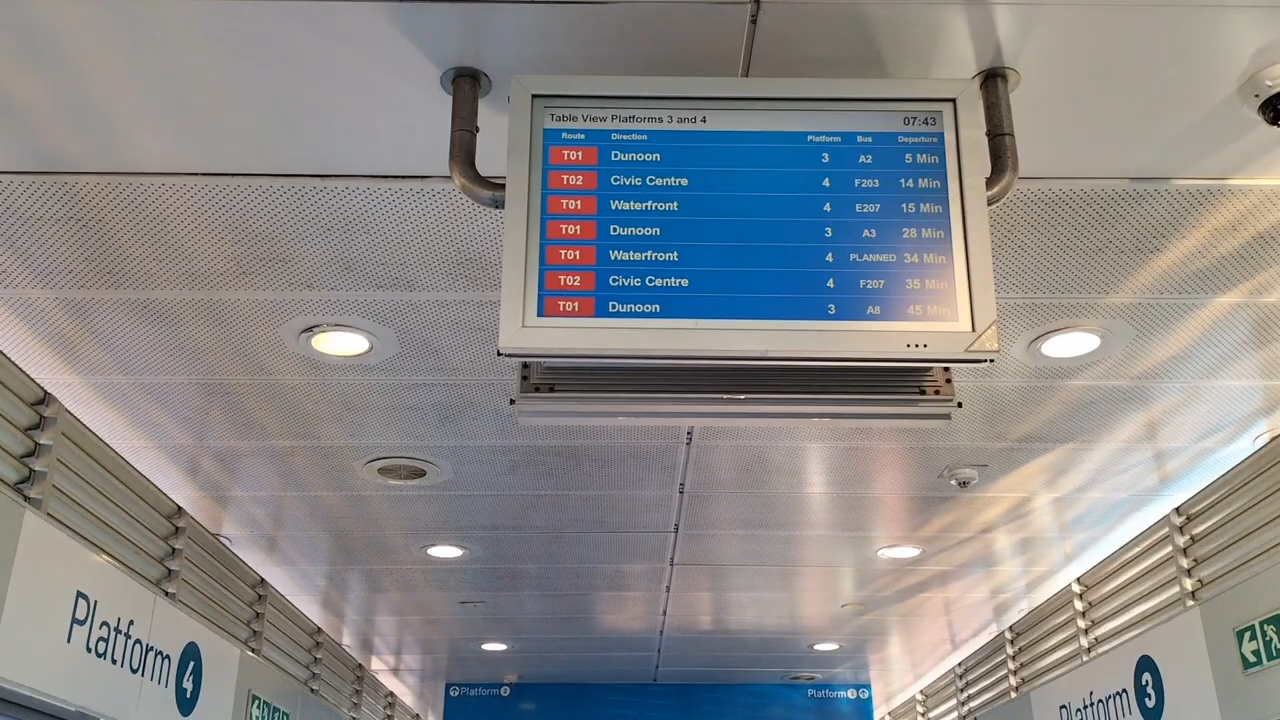 Table View Platforms 3 and 4 07:43
Route Direction Platform Bus Departure
T01 Dunoon 3 A2 5 Min
T02 Civic Centre 4 F203 14 Min
T01 Waterfront 4 E207 15 Min
T01 Dunoon 3 A3 28 Min
T01 Waterfront 4 PLANNED 34 Min
T02 Civic Centre 4 F207 35 Min
T01 Dunoon 3 A8 45 Min
Platform 4
Platform 3
Platform 2
Platform